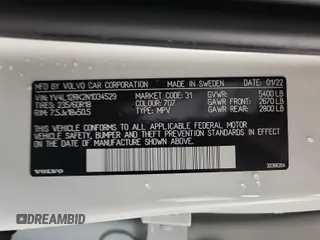 MFD BY VOLVO CAR CORPORATION MADE IN SWEDEN DATE: 01/22
VIN: YV4L12RK2N1034529 MARKET CODE: 31 GVWR: 5400 LB
TIRES: 235/60R18 COLOUR: 707 GAWR FRONT: 2670 LB
RIM: 7.5Jx18x50.5 TYPE: MPV GAWR REAR: 2800 LB
THIS VEHICLE CONFORMS TO ALL APPLICABLE FEDERAL MOTOR
VEHICLE SAFETY, BUMPER, AND THEFT PREVENTION STANDARDS
IN EFFECT ON THE DATE OF MANUFACTURE SHOWN ABOVE.
VOLVO
DREAMBID